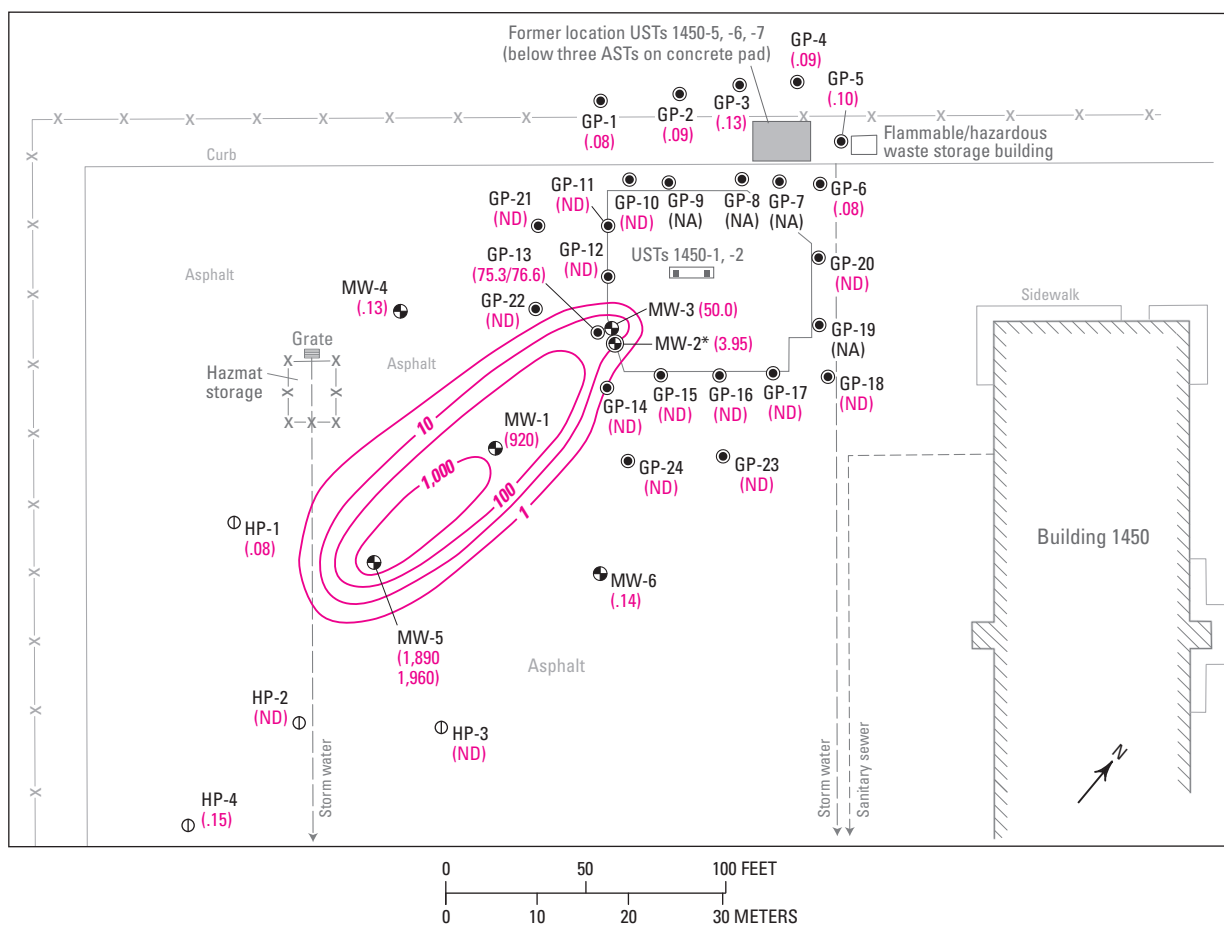 Former location USTs 1450-5, -6, -7
(below three ASTs on concrete pad)
GP-4
(.09)
GP-5
(.10)
GP-1
(.08)
GP-2
(.09)
GP-3
(.13)
Flammable/hazardous
waste storage building
Curb
GP-21
(ND)
GP-11
(ND)
GP-10
(ND)
GP-9
(NA)
GP-8
(NA)
GP-7
(NA)
GP-6
(.08)
GP-13
(75.3/76.6)
GP-12
(ND)
USTs 1450-1, -2
GP-20
(ND)
Asphalt
MW-4
(.13)
GP-22
(ND)
MW-3 (50.0)
MW-2* (3.95)
GP-19
(NA)
Sidewalk
Grate
Hazmat
storage
Asphalt
GP-14
(ND)
GP-15
(ND)
GP-16
(ND)
GP-17
(ND)
GP-18
(ND)
10
MW-1
(920)
1,000
100
1
GP-24
(ND)
GP-23
(ND)
HP-1
(.08)
Building 1450
MW-6
(.14)
MW-5
(1,890
1,960)
Asphalt
HP-2
(ND)
HP-3
(ND)
HP-4
(.15)
Storm water
Storm water
Sanitary sewer
N
0 50 100 FEET
0 10 20 30 METERS
X X X X X X X X X X X X X X X
X X X X X X X
X X X X X X X X X